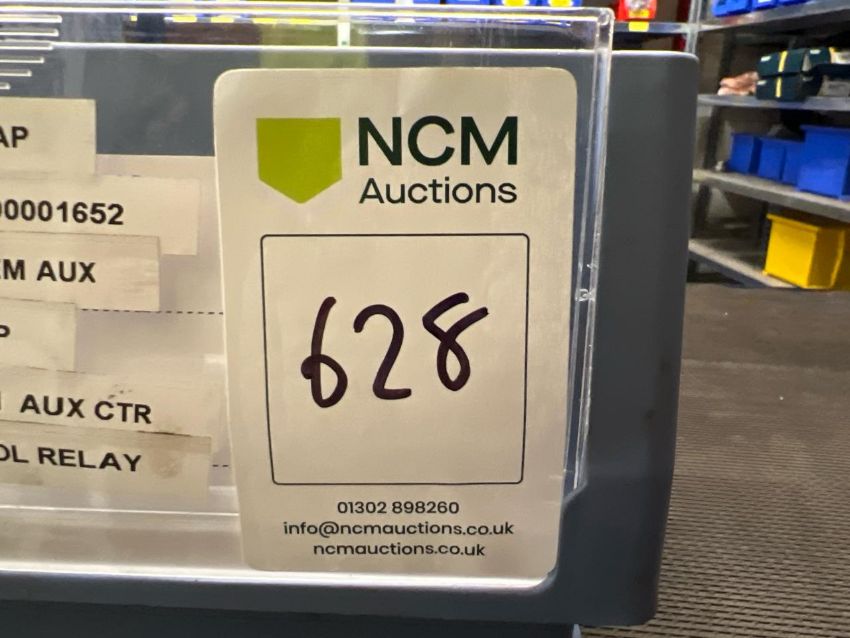 AP
00001652
EM AUX
P
AUX CTR
OL RELAY
NCM
Auctions
628
01302 898260
info@ncmauctions.co.uk
ncmauctions.co.uk